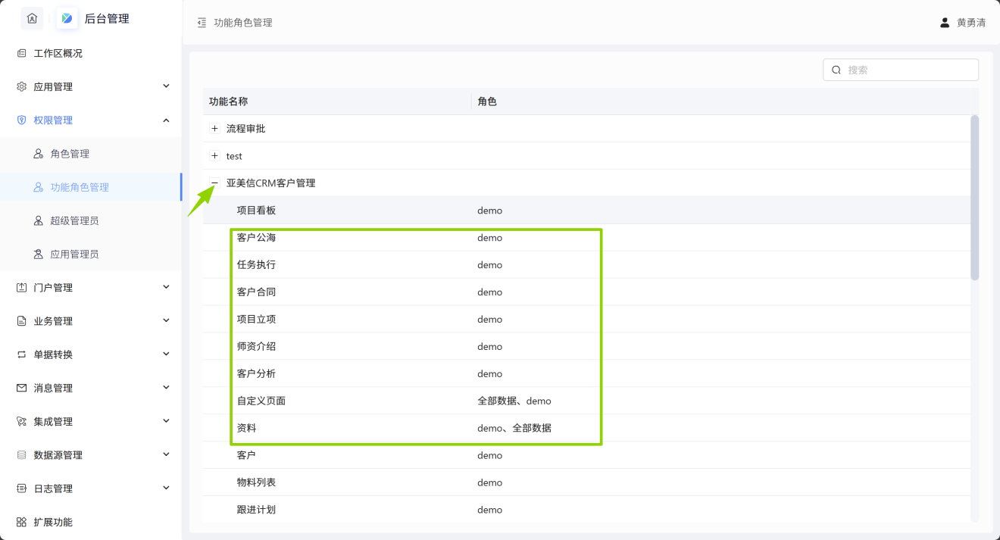 后台管理
功能角色管理
黄勇清
工作区概况
应用管理
权限管理
角色管理
功能角色管理
超级管理员
应用管理员
门户管理
业务管理
单据转换
消息管理
集成管理
数据源管理
日志管理
扩展功能
搜索
功能名称 角色
流程审批
test
亚美信CRM客户管理
项目看板 demo
客户公海 demo
任务执行 demo
客户合同 demo
项目立项 demo
师资介绍 demo
客户分析 demo
自定义页面 全部数据、demo
资料 demo、全部数据
客户 demo
物料列表 demo
跟进计划 demo